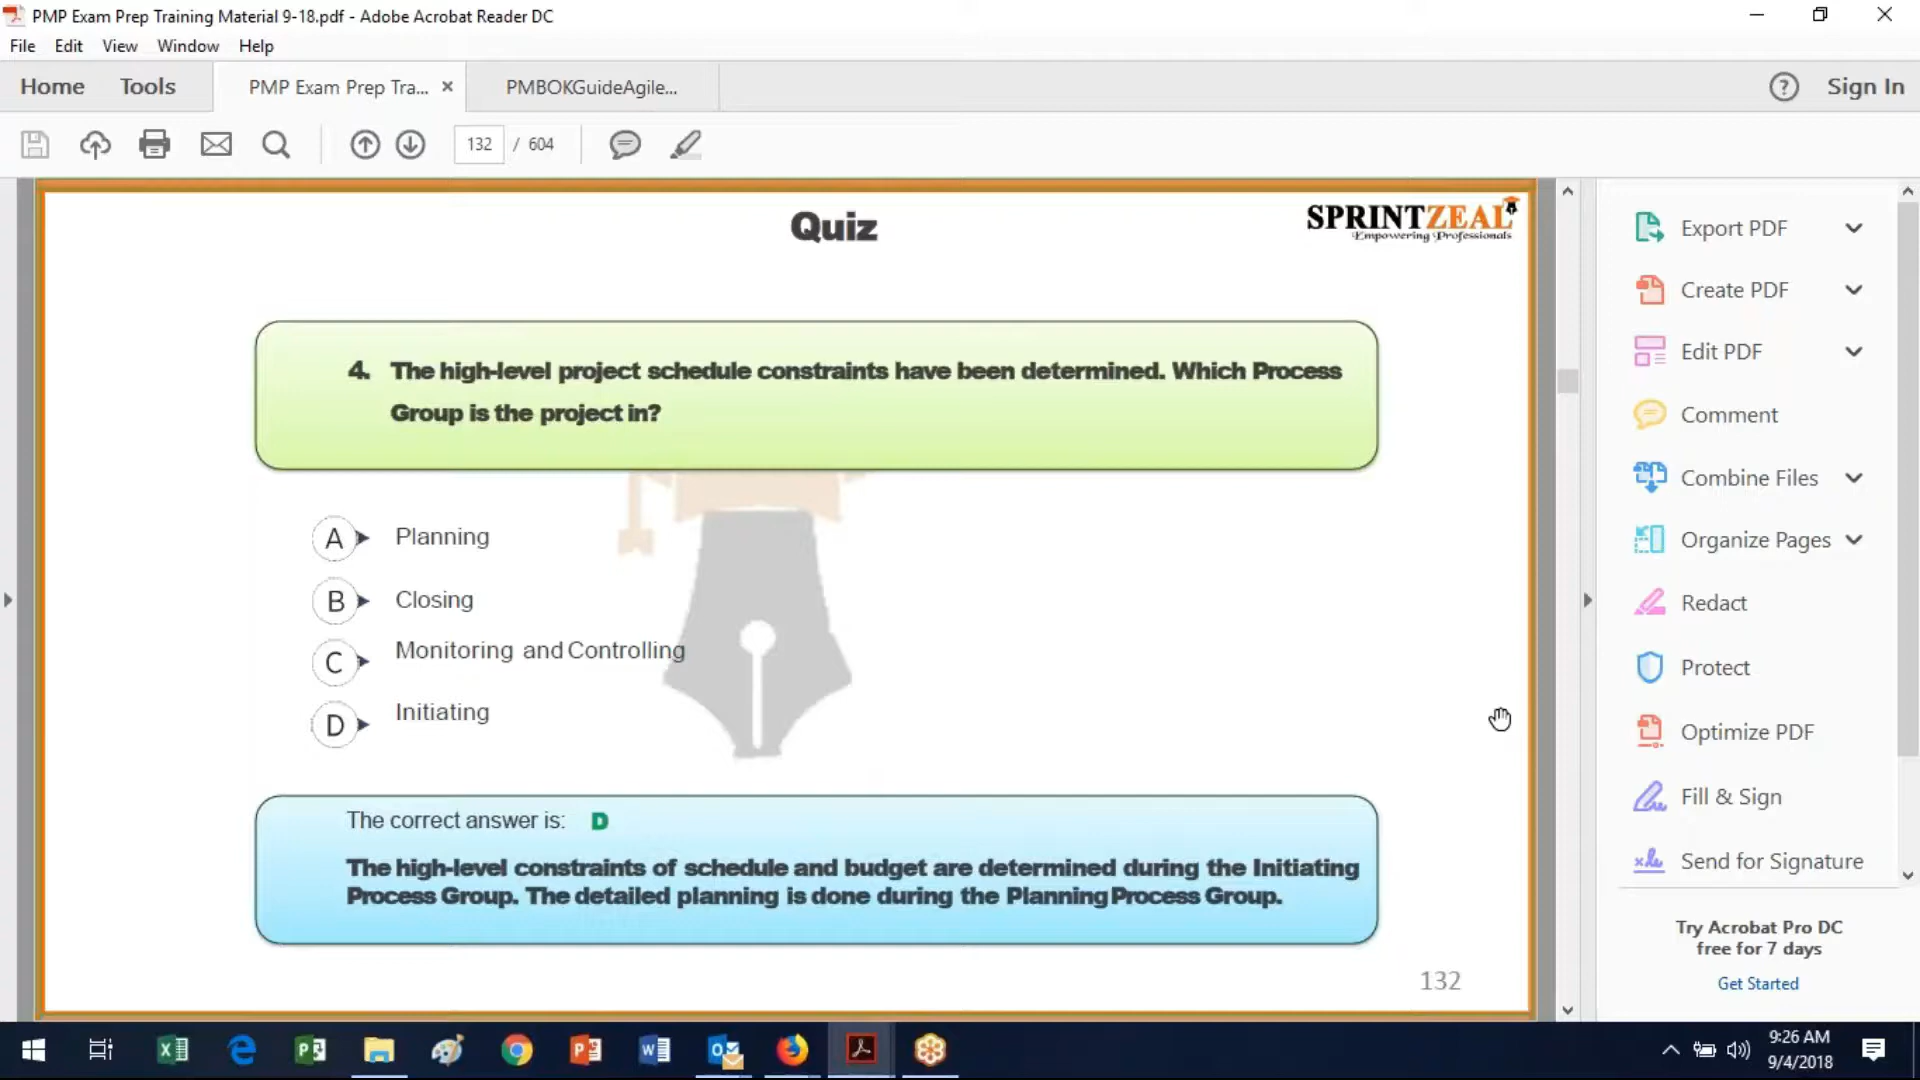 PMP Exam Prep Training Material 9-18.pdf - Adobe Acrobat Reader DC
File Edit View Window Help
Home Tools PMP Exam Prep Tra... × PMBOKGuideAgile... ? Sign In
132 / 604
Quiz
SPRINTZEAL
Empowering Professionals
4. The high-level project schedule constraints have been determined. Which Process
Group is the project in?
A Planning
B Closing
C Monitoring and Controlling
D Initiating
The correct answer is: D
The high-level constraints of schedule and budget are determined during the Initiating
Process Group. The detailed planning is done during the Planning Process Group.
132
Export PDF
Create PDF
Edit PDF
Comment
Combine Files
Organize Pages
Redact
Protect
Optimize PDF
Fill & Sign
Send for Signature
Try Acrobat Pro DC
free for 7 days
Get Started
9:26 AM
9/4/2018